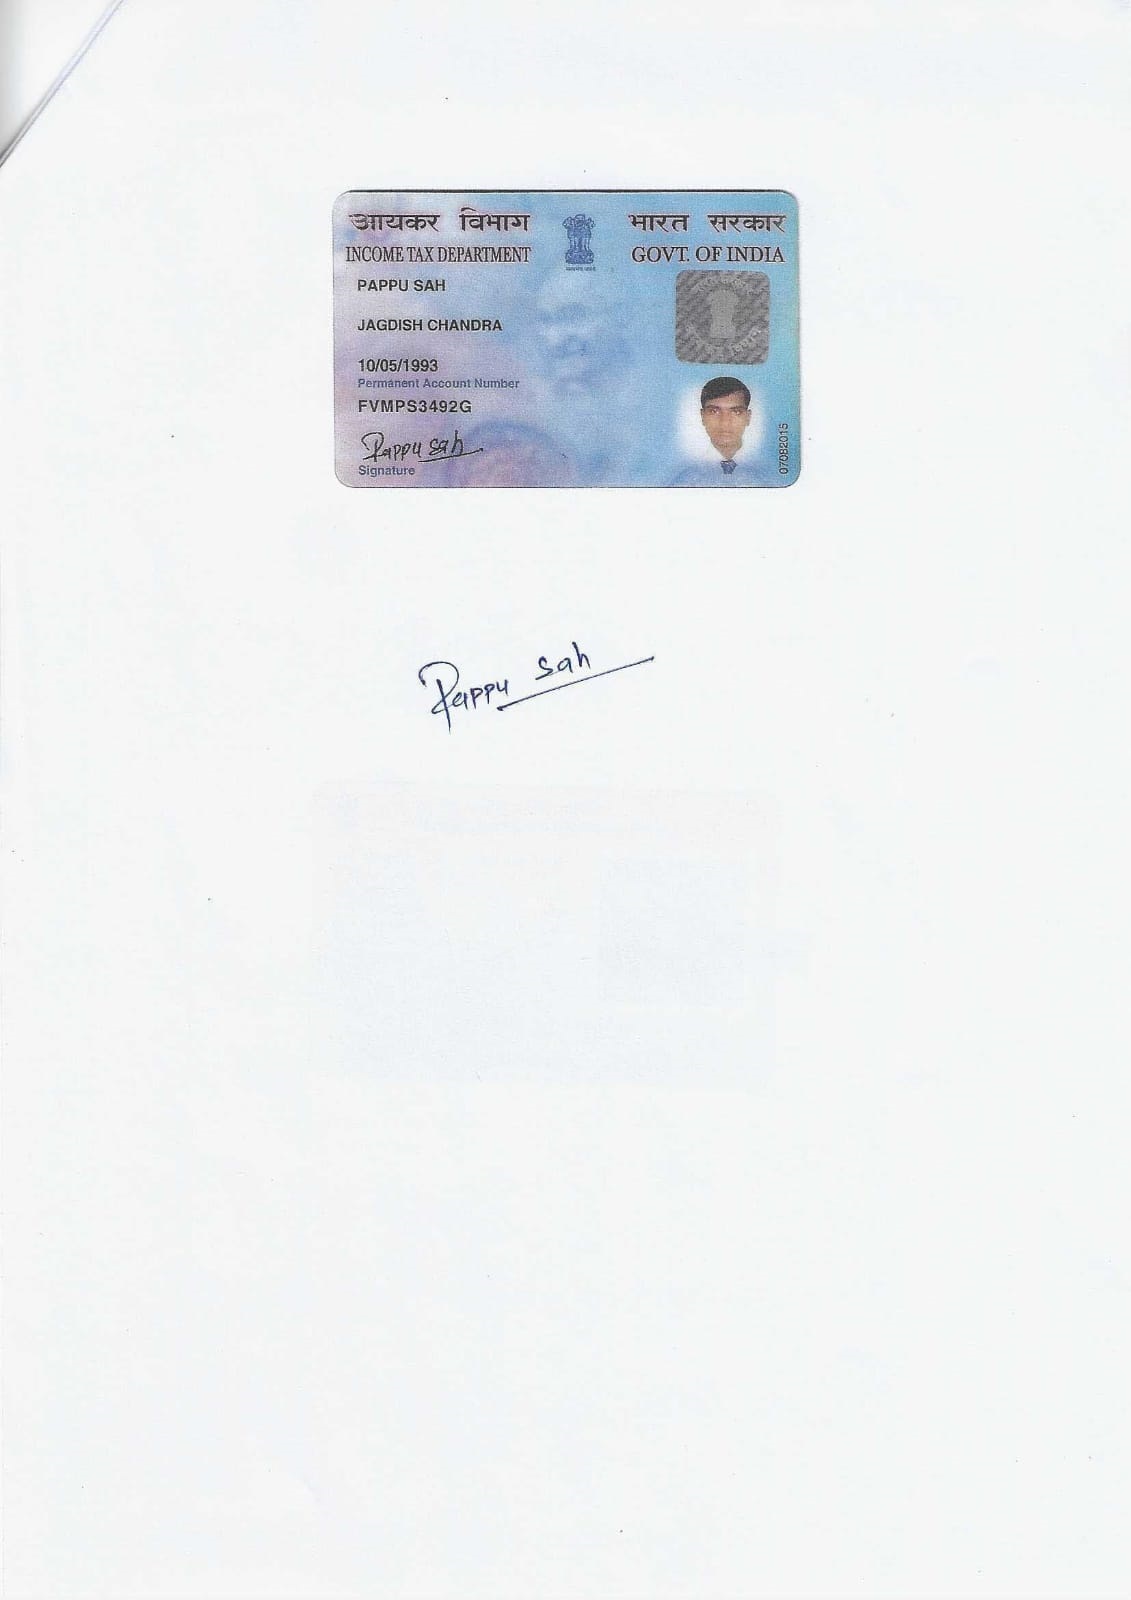 आयकर विभाग भारत सरकार
INCOME TAX DEPARTMENT GOVT. OF INDIA
PAPPU SAH
JAGDISH CHANDRA
10/05/1993
Permanent Account Number
FVMPS3492G
Pappu Sah
Signature
07082015
Pappu Sah